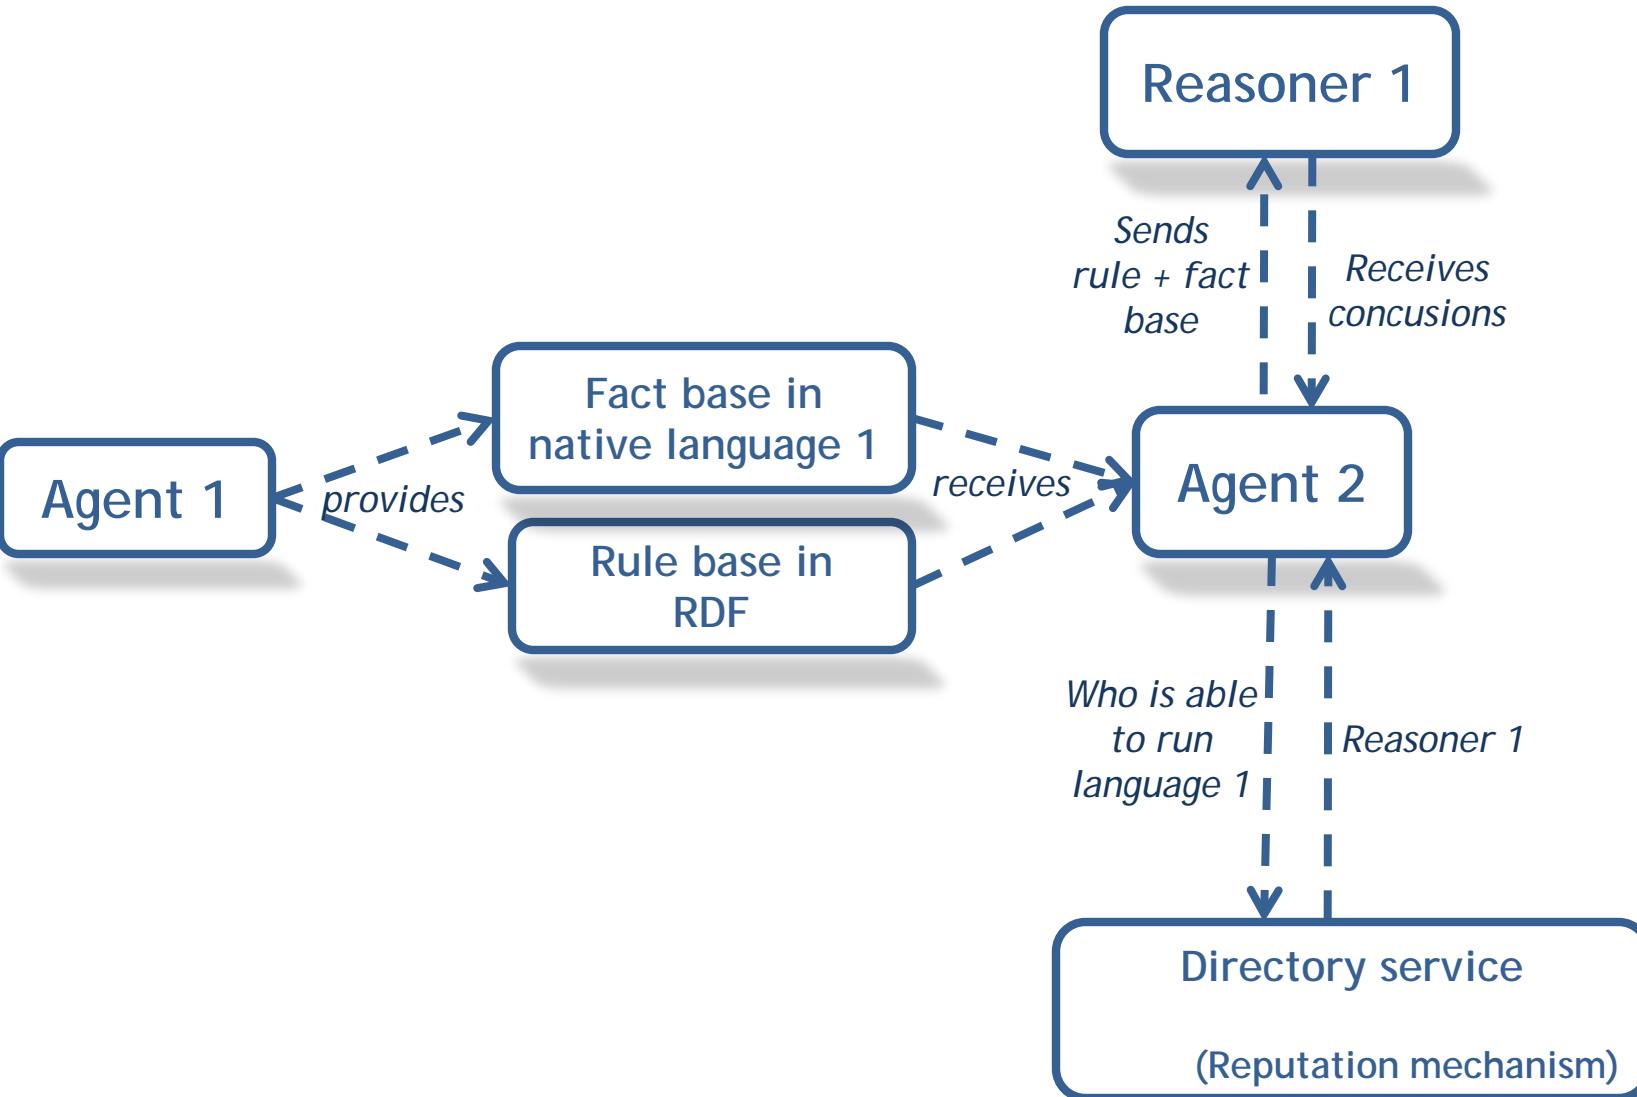 Reasoner 1
Sends
rule + fact
base
Receives
concusions
Fact base in
native language 1
Agent 1
provides
receives
Agent 2
Rule base in
RDF
Who is able
to run
language 1
Reasoner 1
Directory service
(Reputation mechanism)